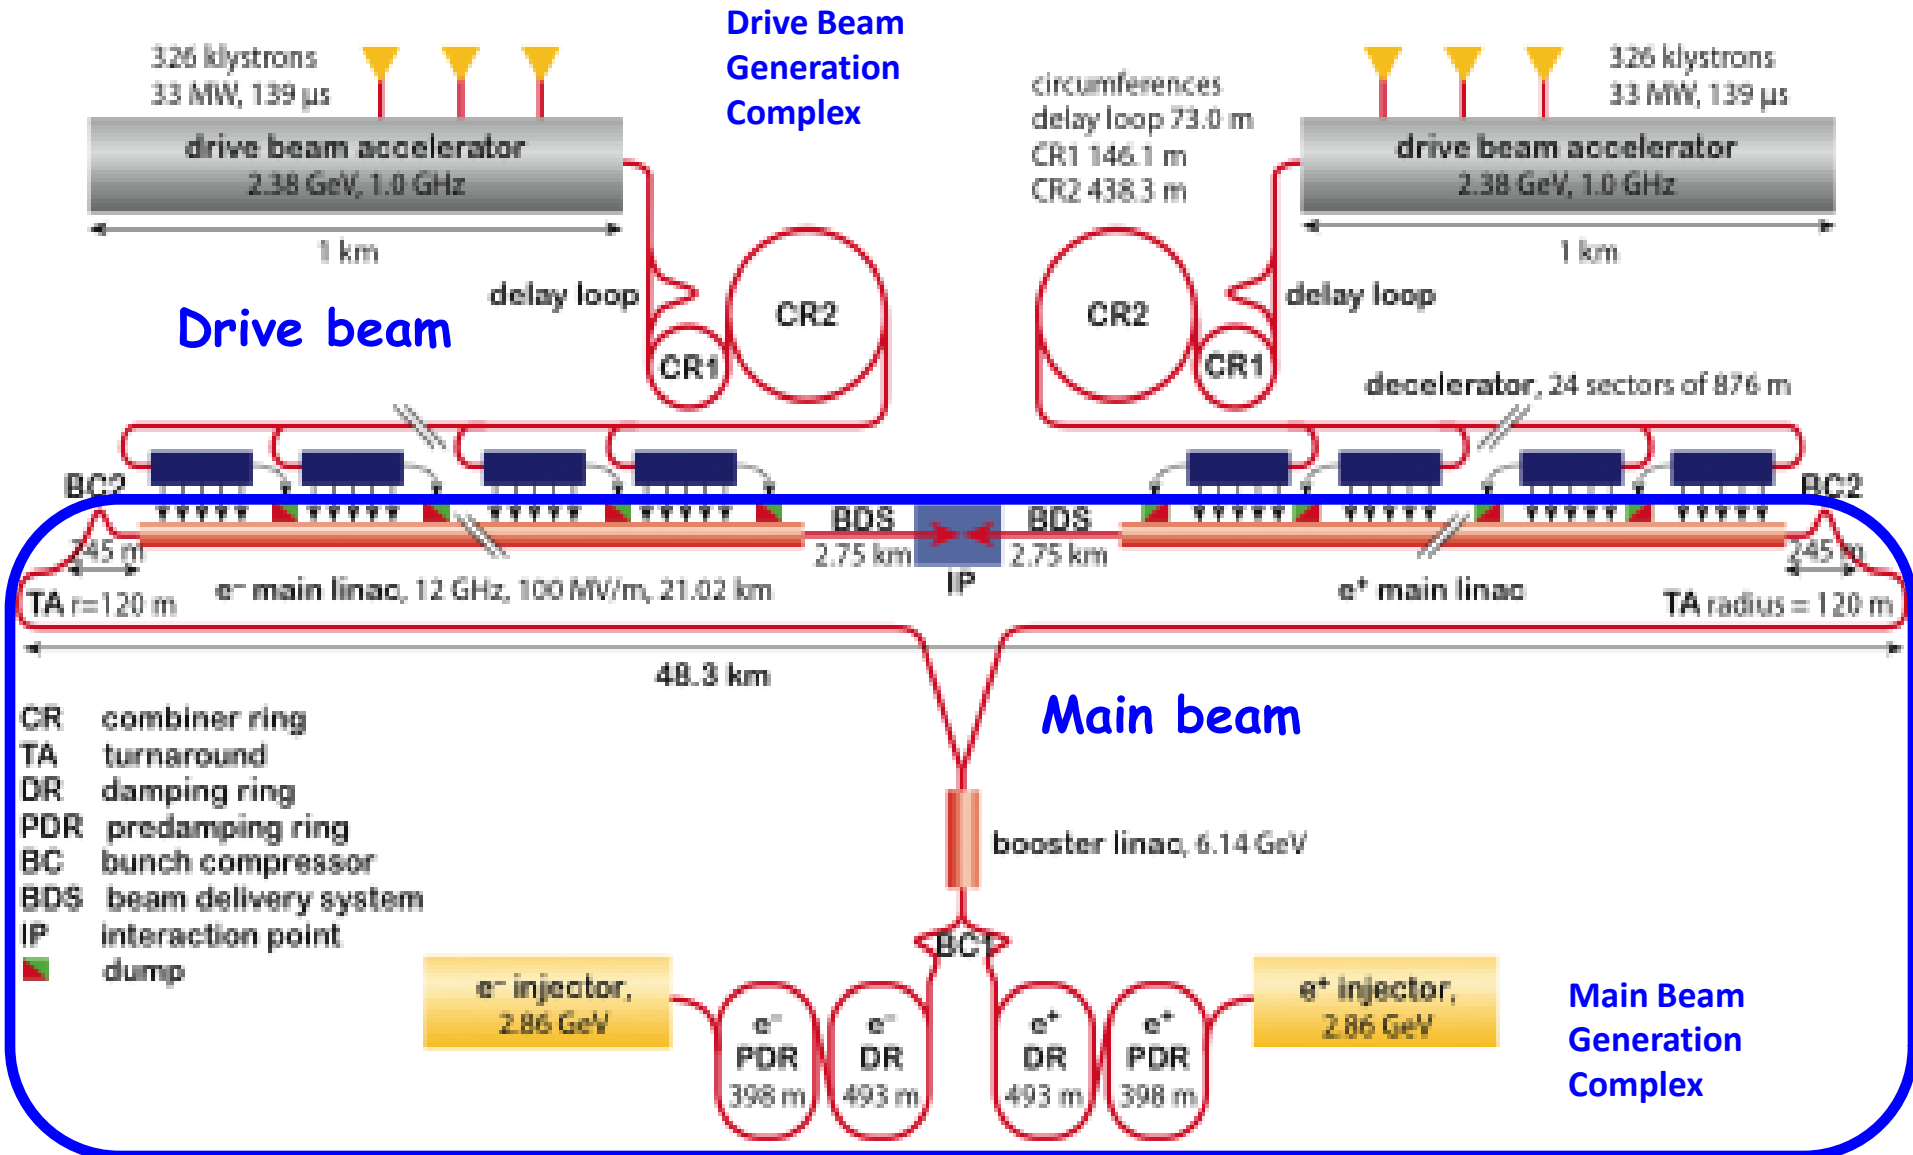 Drive Beam
Generation
Complex
326 klystrons
33 MW, 139 µs
drive beam accelerator
2.38 GeV, 1.0 GHz
1 km
circumferences
delay loop 73.0 m
CR1 146.1 m
CR2 438.3 m
326 klystrons
33 MW, 139 µs
drive beam accelerator
2.38 GeV, 1.0 GHz
1 km
delay loop
CR2
CR1
Drive beam
CR2
CR1
delay loop
decelerator, 24 sectors of 876 m
BC2
BC2
BDS
2.75 km
IP
BDS
2.75 km
245 m
245 m
TA r=120 m
e⁻ main linac, 12 GHz, 100 MV/m, 21.02 km
e⁺ main linac
TA radius = 120 m
48.3 km
Main beam
CR combiner ring
TA turnaround
DR damping ring
PDR predamping ring
BC bunch compressor
BDS beam delivery system
IP interaction point
dump
booster linac, 6.14 GeV
BC1
e⁻ injector,
2.86 GeV
e⁻
PDR
398 m
e⁻
DR
493 m
e⁺
DR
493 m
e⁺
PDR
398 m
e⁺ injector,
2.86 GeV
Main Beam
Generation
Complex